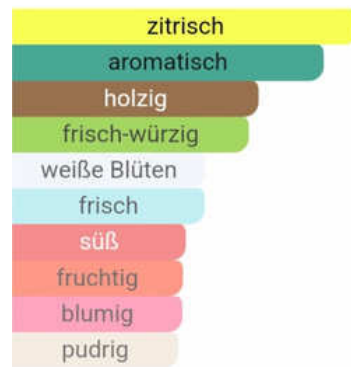 zitrisch
aromatisch
holzig
frisch-würzig
weiße Blüten
frisch
süß
fruchtig
blumig
pudrig